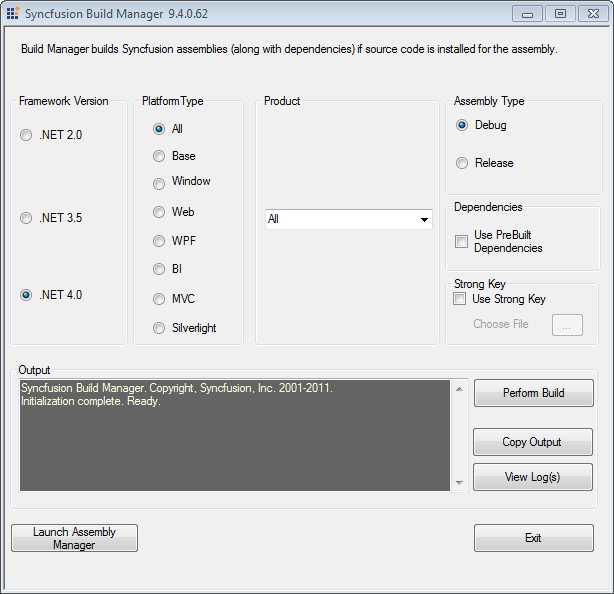 Syncfusion Build Manager 9.4.0.62
Build Manager builds Syncfusion assemblies (along with dependencies) if source code is installed for the assembly.
Framework Version
.NET 2.0
.NET 3.5
.NET 4.0
Platform Type
All
Base
Window
Web
WPF
BI
MVC
Silverlight
Product
All
Assembly Type
Debug
Release
Dependencies
Use PreBuilt
Dependencies
Strong Key
Use Strong Key
Choose File
...
Output
Syncfusion Build Manager. Copyright, Syncfusion, Inc. 2001-2011.
Initialization complete. Ready.
Perform Build
Copy Output
View Log(s)
Launch Assembly
Manager
Exit